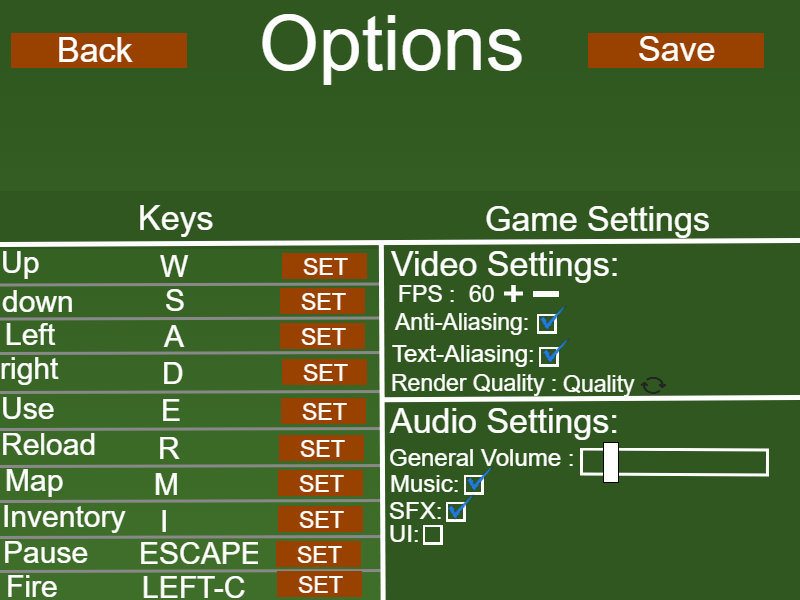 Back Options Save
Keys
Up W SET
down S SET
Left A SET
right D SET
Use E SET
Reload R SET
Map M SET
Inventory I SET
Pause ESCAPE SET
Fire LEFT-C SET
Game Settings
Video Settings:
FPS : 60
Anti-Aliasing:
Text-Aliasing:
Render Quality : Quality
Audio Settings:
General Volume :
Music:
SFX:
UI: